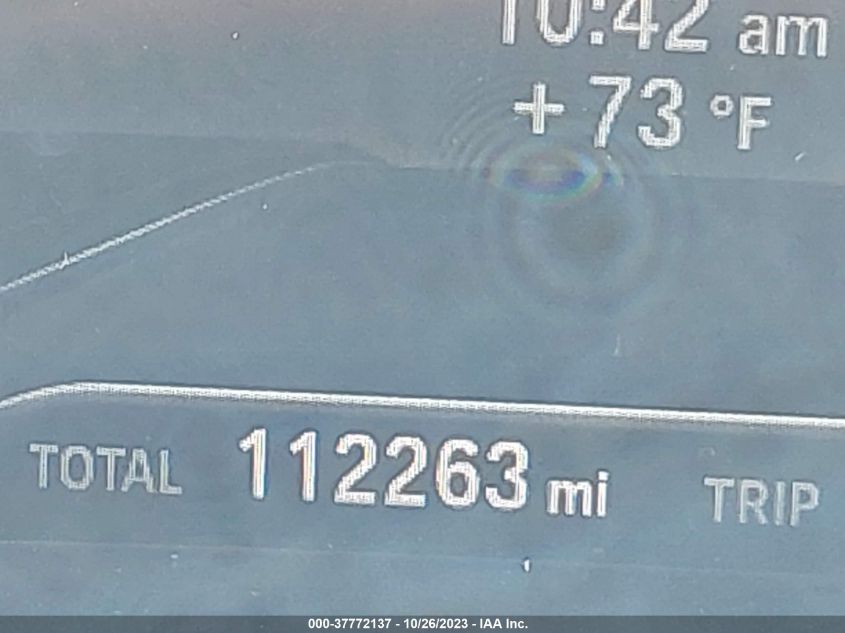 10:42 am
+ 73 °F
TOTAL 112263 mi TRIP
000-37772137 - 10/26/2023 - IAA Inc.